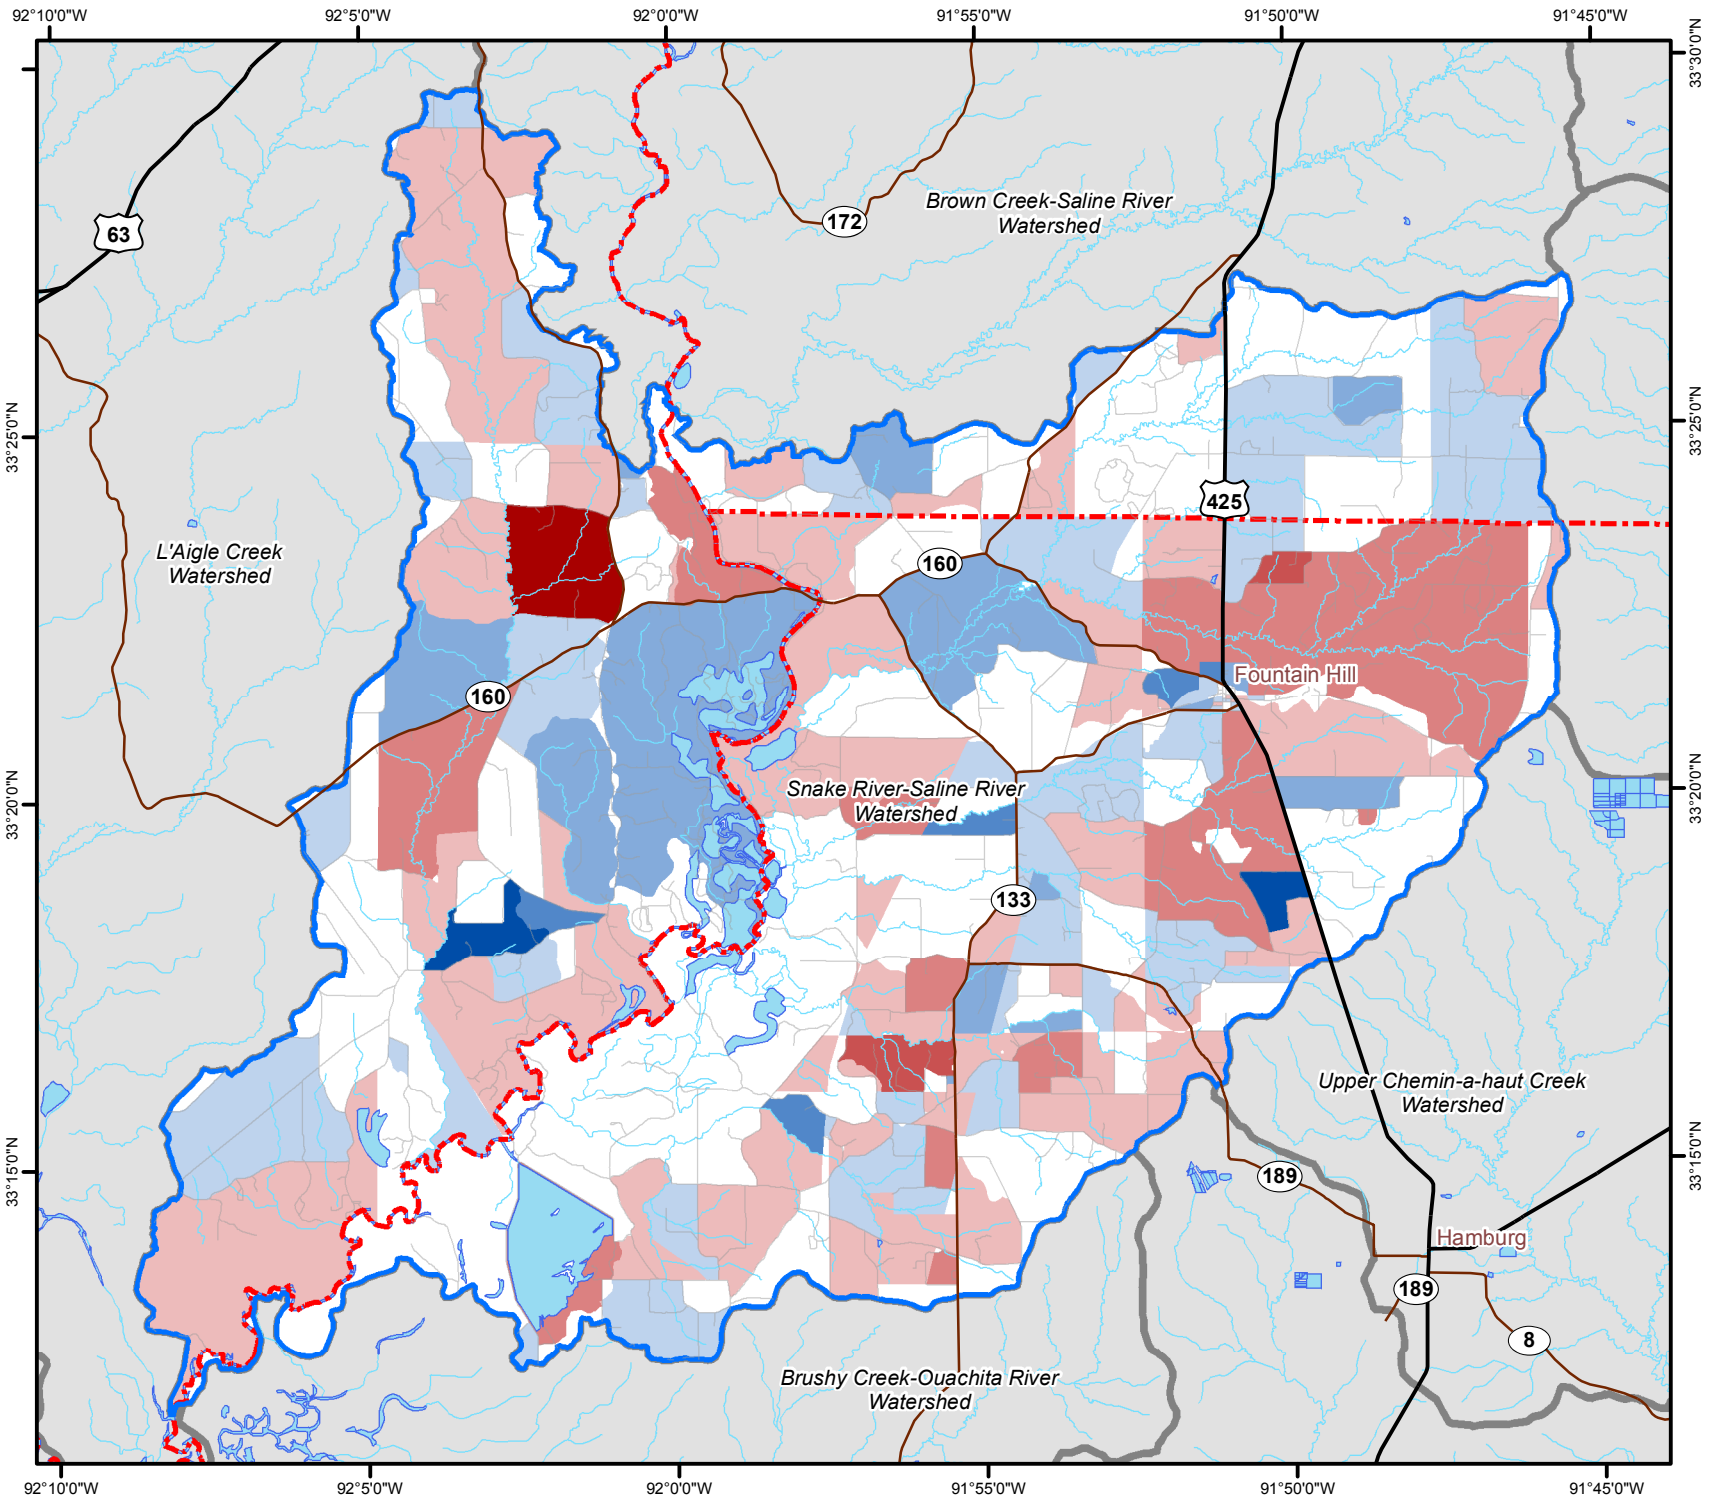 92°10'0"W 92°5'0"W 92°0'0"W 91°55'0"W 91°50'0"W 91°45'0"W
33°30'0"N
172
Brown Creek-Saline River
Watershed
63
33°25'0"N
33°25'0"N
425
L'Aigle Creek
Watershed
160
Fountain Hill
160
33°20'0"N
33°20'0"N
Snake River-Saline River
Watershed
133
Upper Chemin-a-haut Creek
Watershed
33°15'0"N
33°15'0"N
189
Hamburg
189
8
Brushy Creek-Ouachita River
Watershed
92°10'0"W 92°5'0"W 92°0'0"W 91°55'0"W 91°50'0"W 91°45'0"W